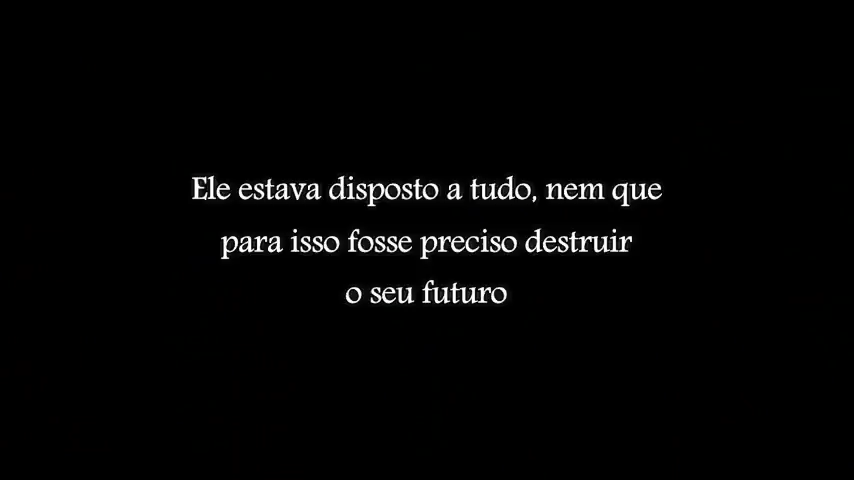 Ele estava disposto a tudo, nem que
para isso fosse preciso destruir
o seu futuro